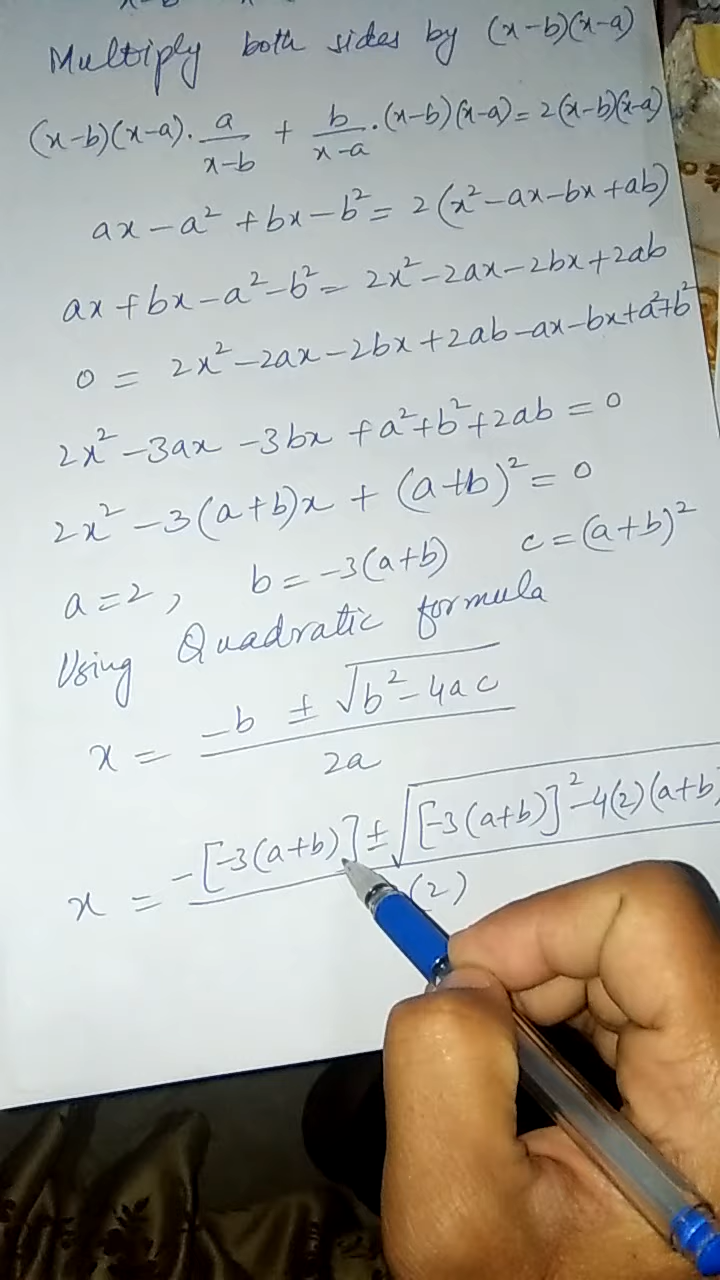 Multiply both sides by (x-b)(x-a)
(x-b)(x-a). a/(x-b) + b/(x-a) .(x-b)(x-a) = 2(x-b)(x-a)
ax - a² + bx - b² = 2(x² - ax - bx + ab)
ax + bx - a² - b² = 2x² - 2ax - 2bx + 2ab
0 = 2x² - 2ax - 2bx + 2ab - ax - bx + a² + b²
2x² - 3ax - 3bx + a² + b² + 2ab = 0
2x² - 3(a+b)x + (a+b)² = 0
a = 2, b = -3(a+b) c = (a+b)²
Using Quadratic formula
x = (-b ± √(b² - 4ac))/2a
x = -[-3(a+b)] ± √[-3(a+b)]² - 4(2)(a+b)
(2)